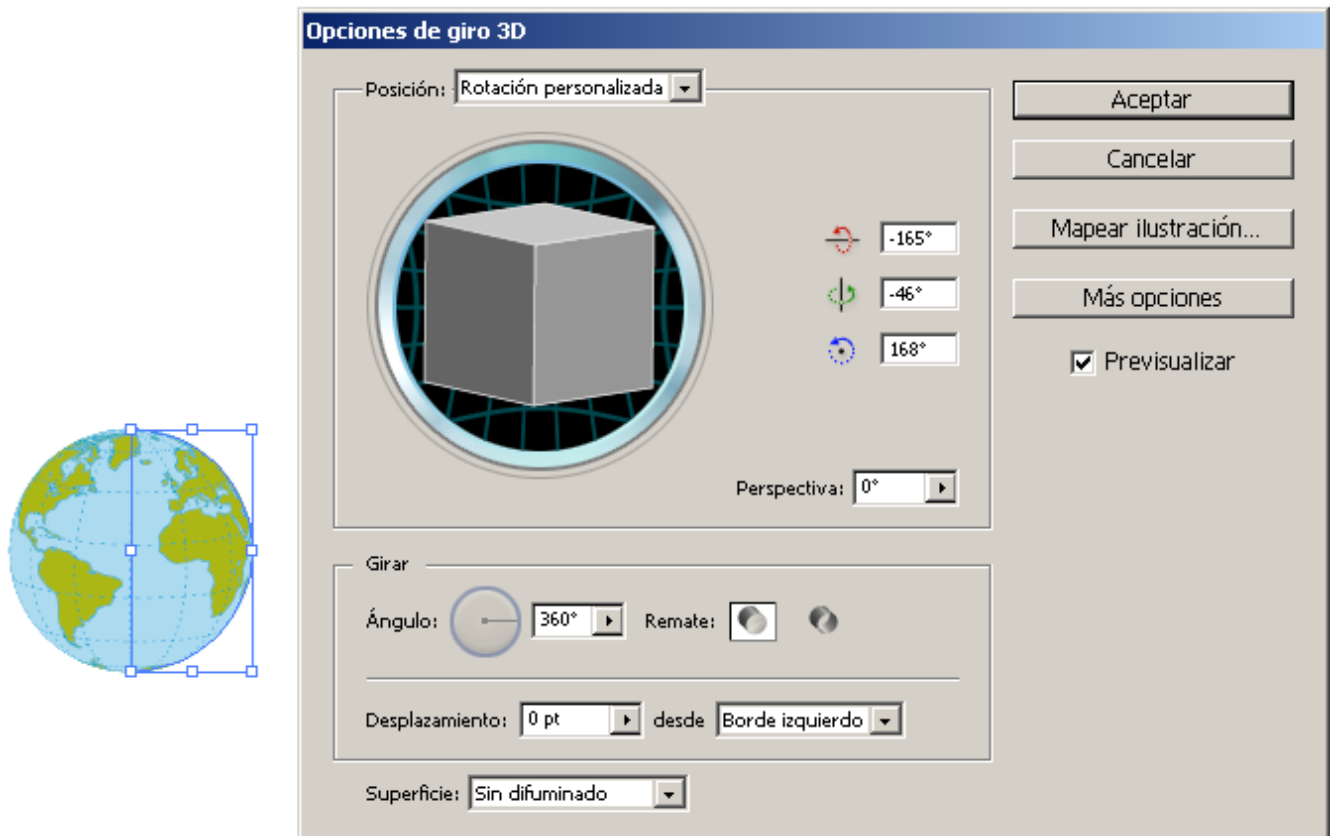 Opciones de giro 3D
Posición: Rotación personalizada
Aceptar
Cancelar
-165°
Mapear ilustración...
-46°
Más opciones
168°
Previsualizar
Perspectiva: 0°
Girar
Ángulo: 360° Remate:
Desplazamiento: 0 pt desde Borde izquierdo
Superficie: Sin difuminado